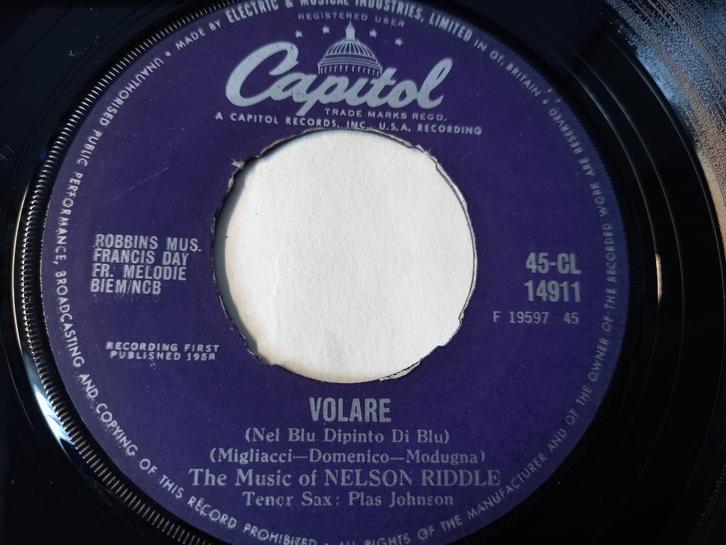 MADE BY ELECTRIC & MUSICAL INDUSTRIES, LIMITED IN GT. BRITAIN • ALL RIGHTS OF THE MANUFACTURER AND OF THE OWNER OF THE RECORDED WORK ARE RESERVED
UNAUTHORISED PUBLIC PERFORMANCE, BROADCASTING AND COPYING OF THIS RECORD PROHIBITED
REGISTERED USER
Capitol
TRADE MARKS REGD.
A CAPITOL RECORDS, INC., U.S.A. RECORDING
ROBBINS MUS.
FRANCIS DAY
FR. MELODIE
BIEM/NCB
45-CL
14911
F 19597 45
RECORDING FIRST
PUBLISHED 1958
VOLARE
(Nel Blu Dipinto Di Blu)
(Migliacci—Domenico—Modugna)
The Music of NELSON RIDDLE
Tenor Sax: Plas Johnson